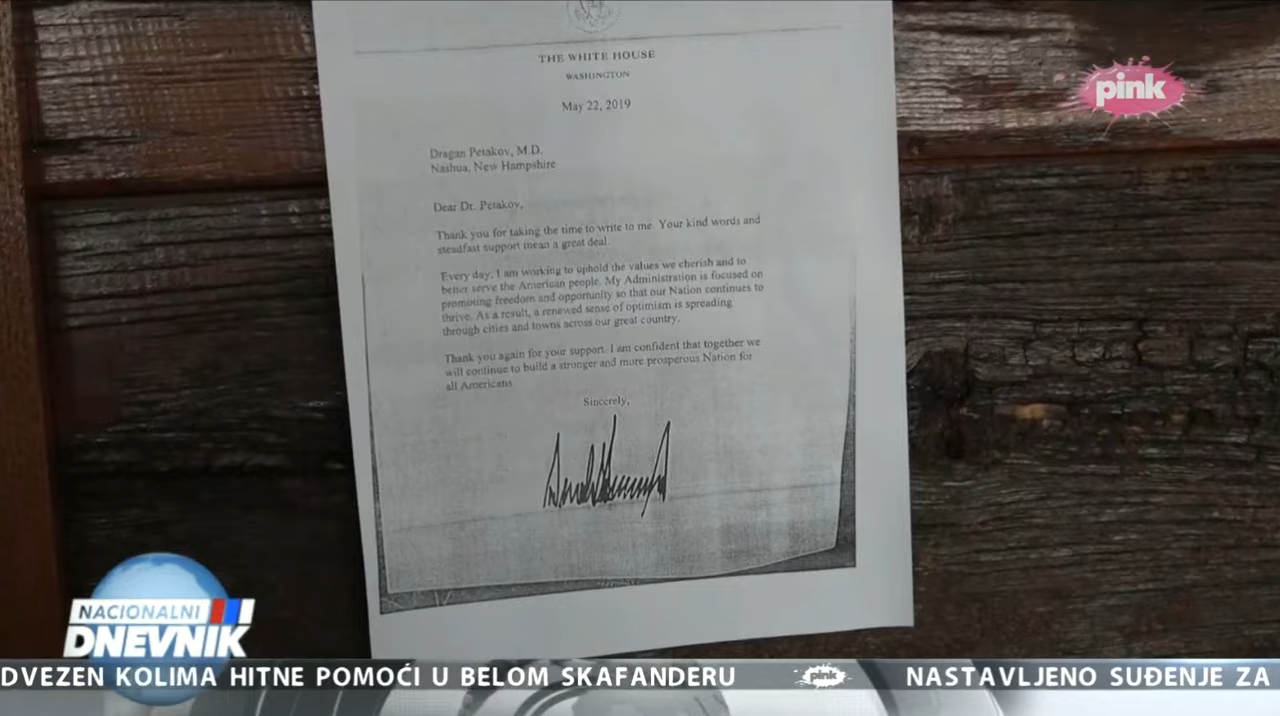 THE WHITE HOUSE
WASHINGTON
May 22, 2019
pink
Dragan Petakov, M.D.
Nashua, New Hampshire
Dear Dr. Petakov,
Thank you for taking the time to write to me. Your kind words and
steadfast support mean a great deal.
Every day, I am working to uphold the values we cherish and to
better serve the American people. My Administration is focused on
promoting freedom and opportunity so that our Nation continues to
thrive. As a result, a renewed sense of optimism is spreading
through cities and towns across our great country.
Thank you again for your support. I am confident that together we
will continue to build a stronger and more prosperous Nation for
all Americans.
Sincerely,
NACIONALNI
DNEVNIK
DVEZEN KOLIMA HITNE POMOĆI U BELOM SKAFANDERU pink NASTAVLJENO SUĐENJE ZA